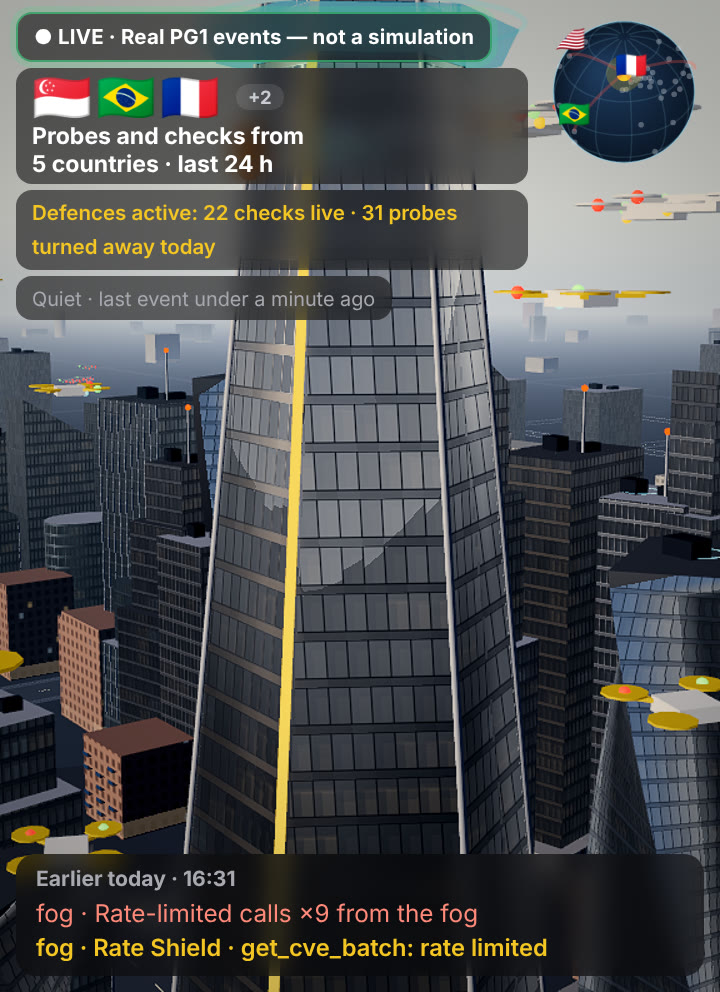 ● LIVE · Real PG1 events — not a simulation
+2
Probes and checks from
5 countries · last 24 h
Defences active: 22 checks live · 31 probes
turned away today
Quiet · last event under a minute ago
Earlier today · 16:31
fog · Rate-limited calls ×9 from the fog
fog · Rate Shield · get_cve_batch: rate limited